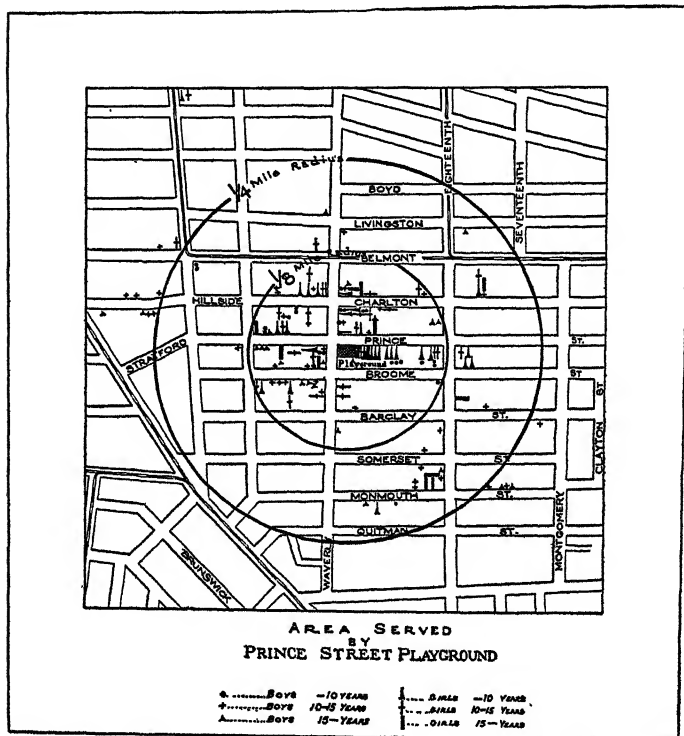 1/4 Mile Radius
BOYD
EIGHTEENTH
SEVENTEENTH
LIVINGSTON
BELMONT
1/8 Mile Radius
HILLSIDE
CHARLTON
STRATFORD
PRINCE ST.
Playground
BROOME ST
BARCLAY ST.
CLAYTON ST
SOMERSET ST
MONMOUTH ST.
QUITMAN ST.
WAVERL
MONTGOMERY
BRUNSWICK
AREA SERVED
BY
PRINCE STREET PLAYGROUND
BOYS -10 YEARS
BOYS 10-15 YEARS
BOYS 15- YEARS
GIRLS -10 YEARS
GIRLS 10-15 YEARS
GIRLS 15- YEARS